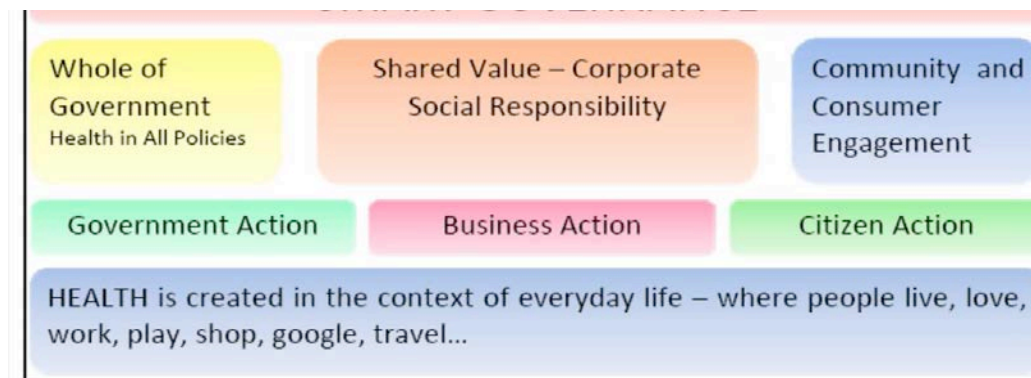 Whole of
Government
Health in All Policies
Shared Value – Corporate
Social Responsibility
Community and
Consumer
Engagement
Government Action
Business Action
Citizen Action
HEALTH is created in the context of everyday life – where people live, love,
work, play, shop, google, travel…